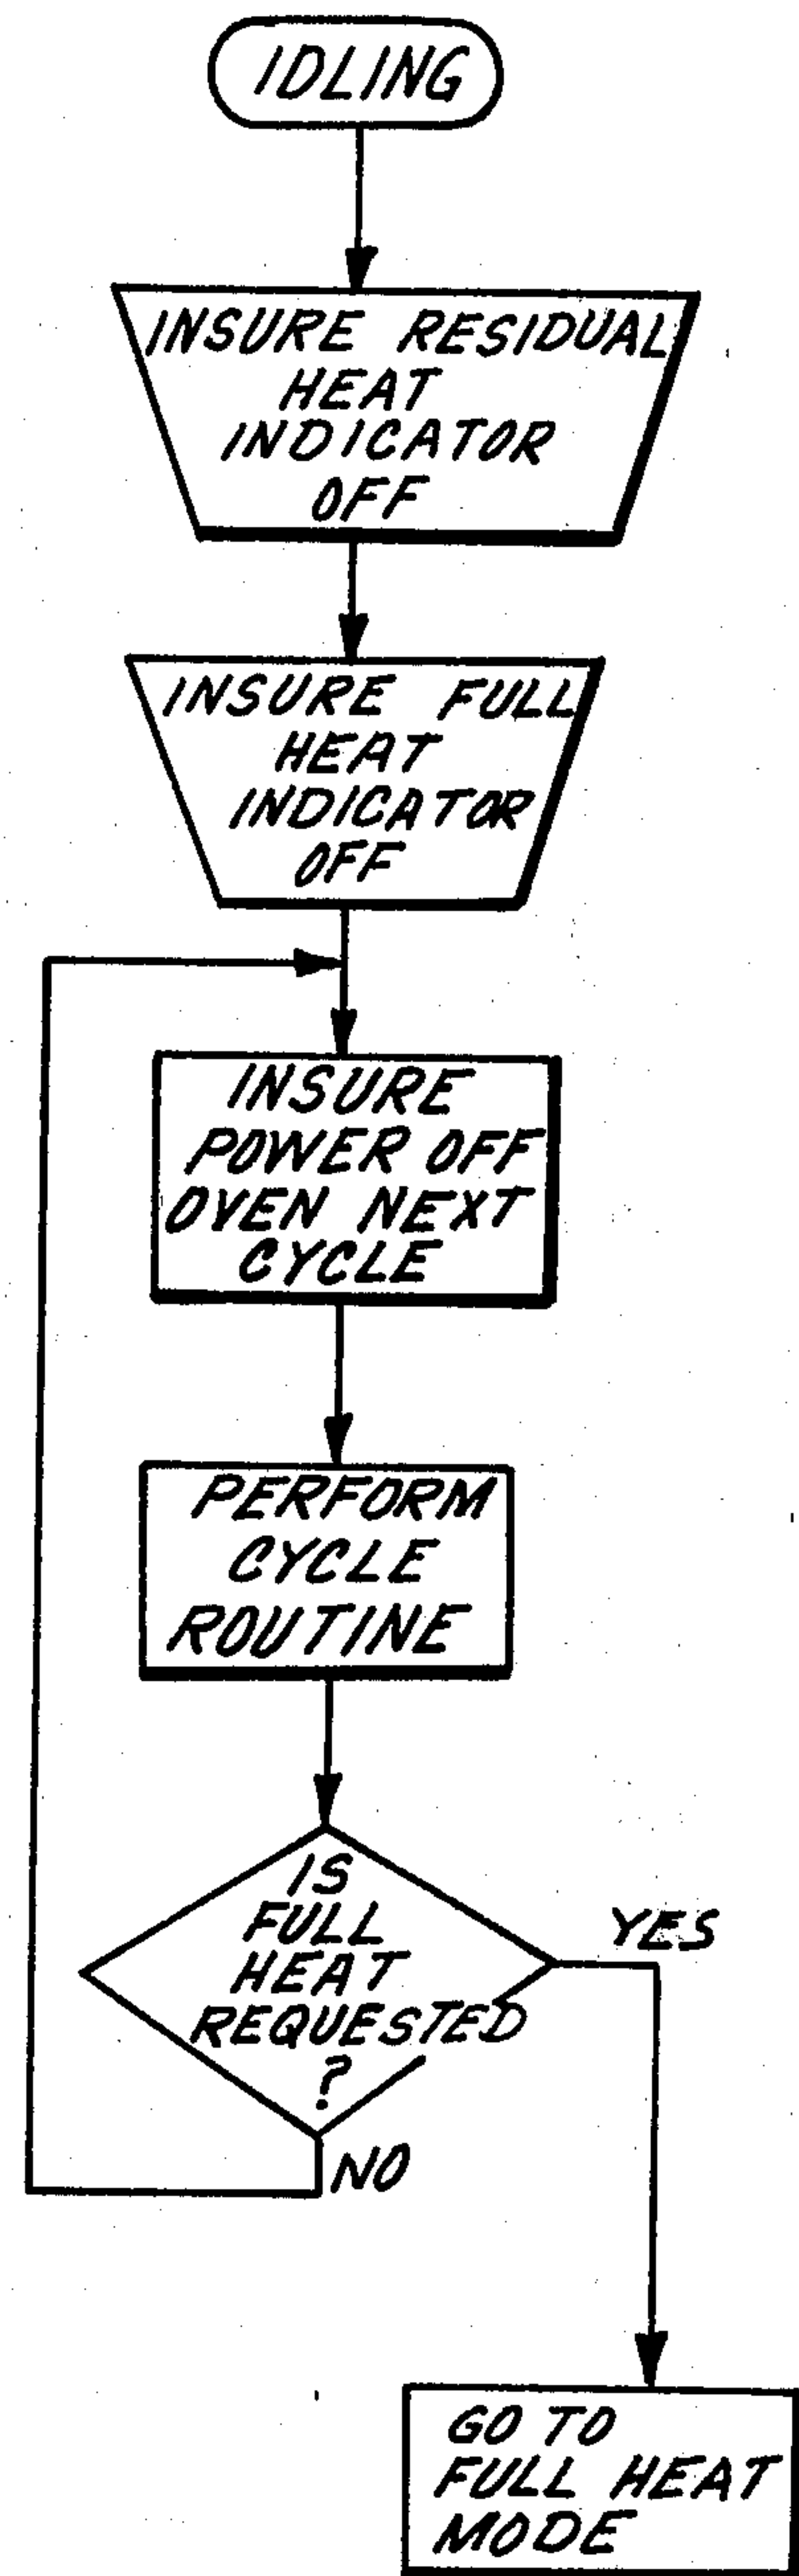 IDLING
INSURE RESIDUAL
HEAT
INDICATOR
OFF
INSURE FULL
HEAT
INDICATOR
OFF
INSURE
POWER OFF
OVEN NEXT
CYCLE
PERFORM
CYCLE
ROUTINE
IS
FULL
HEAT
REQUESTED
?
YES
NO
GO TO
FULL HEAT
MODE